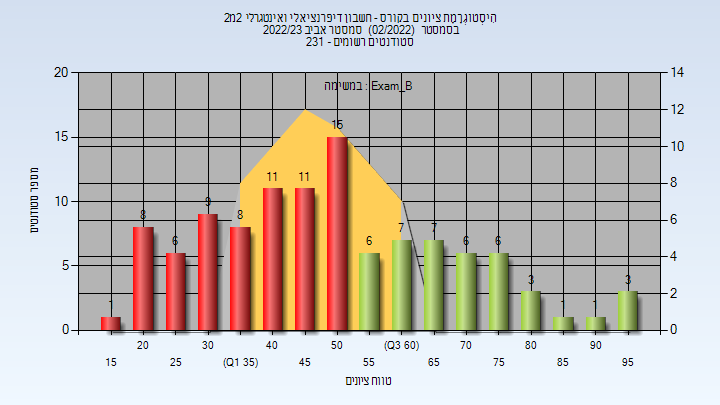 הִיסְטוֹגְרָמַת ציונים בקורס - חשבון דיפרנציאלי ואינטגרלי 2מ2
בסמסטר (02/2022) סמסטר אביב 2022/23
סטודנטים רשומים - 231
במשימה : Exam_B
20 14
15 12
10 10
5 8
0 6
4
2
0
מספר סטודנטים
1 8 6 9 8 11 11 15 6 7 7 6 6 3 1 1 3
20 30 40 50 (Q3 60) 70 80 90
15 25 (Q1 35) 45 55 65 75 85 95
טווח ציונים